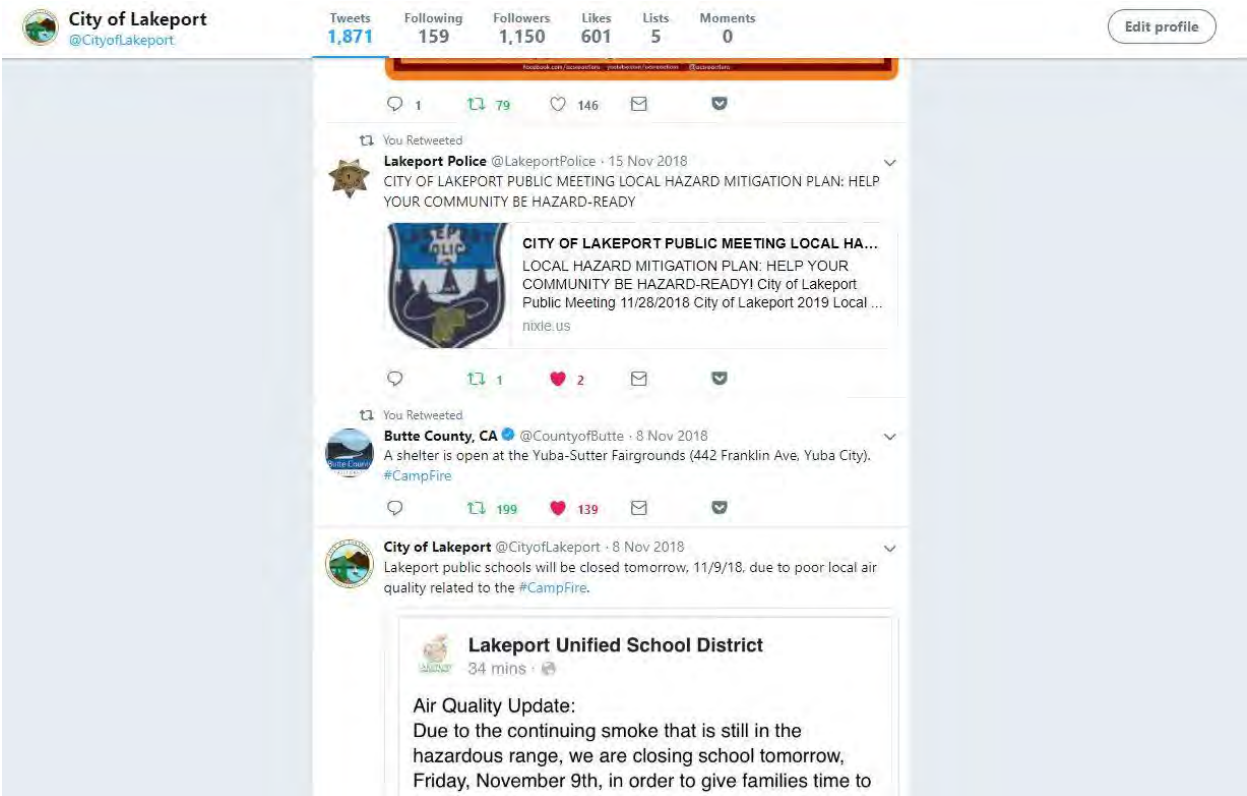 City of Lakeport
@CityofLakeport
Tweets Following Followers Likes Lists Moments
1,871 159 1,150 601 5 0
Edit profile
1 79 146
You Retweeted
Lakeport Police @LakeportPolice · 15 Nov 2018
CITY OF LAKEPORT PUBLIC MEETING LOCAL HAZARD MITIGATION PLAN: HELP
YOUR COMMUNITY BE HAZARD-READY
CITY OF LAKEPORT PUBLIC MEETING LOCAL HA...
LOCAL HAZARD MITIGATION PLAN: HELP YOUR
COMMUNITY BE HAZARD-READY! City of Lakeport
Public Meeting 11/28/2018 City of Lakeport 2019 Local ...
nixle.us
1 2
You Retweeted
Butte County, CA @CountyofButte · 8 Nov 2018
A shelter is open at the Yuba-Sutter Fairgrounds (442 Franklin Ave, Yuba City).
#CampFire
199 139
City of Lakeport @CityofLakeport · 8 Nov 2018
Lakeport public schools will be closed tomorrow, 11/9/18, due to poor local air
quality related to the #CampFire.
Lakeport Unified School District
34 mins ·
Air Quality Update:
Due to the continuing smoke that is still in the
hazardous range, we are closing school tomorrow,
Friday, November 9th, in order to give families time to